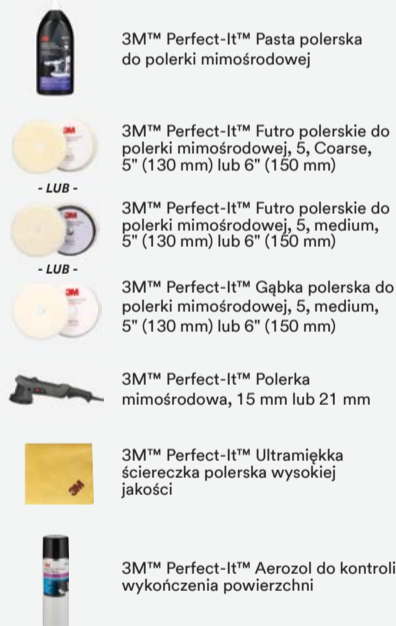 3M™ Perfect-It™ Pasta polerska
do polerki mimośrodowej
3M
3M™ Perfect-It™ Futro polerskie do
polerki mimośrodowej, 5, Coarse,
5" (130 mm) lub 6" (150 mm)
- LUB -
3M
3M™ Perfect-It™ Futro polerskie do
polerki mimośrodowej, 5, medium,
5" (130 mm) lub 6" (150 mm)
- LUB -
3M
3M™ Perfect-It™ Gąbka polerska do
polerki mimośrodowej, 5, medium,
5" (130 mm) lub 6" (150 mm)
3M™ Perfect-It™ Polerka
mimośrodowa, 15 mm lub 21 mm
3M™ Perfect-It™ Ultramiękka
ściereczka polerska wysokiej
jakości
3M
3M™ Perfect-It™ Aerozol do kontroli
wykończenia powierzchni